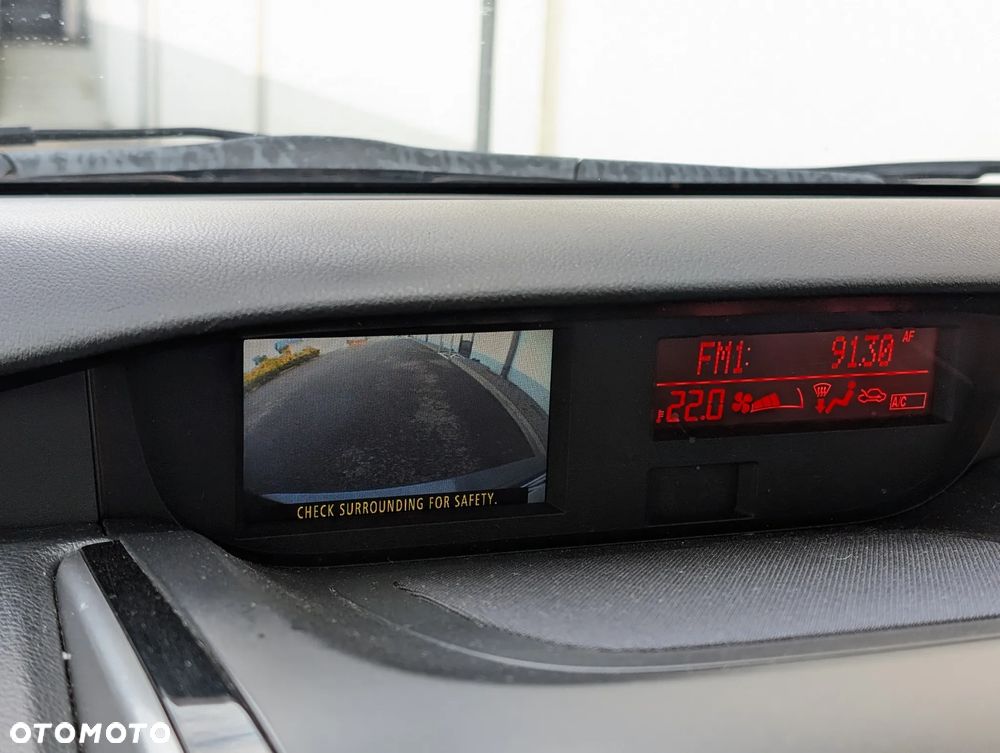 FM1: 91.30 AF
22.0 A/C
CHECK SURROUNDING FOR SAFETY.
OTOMOTO